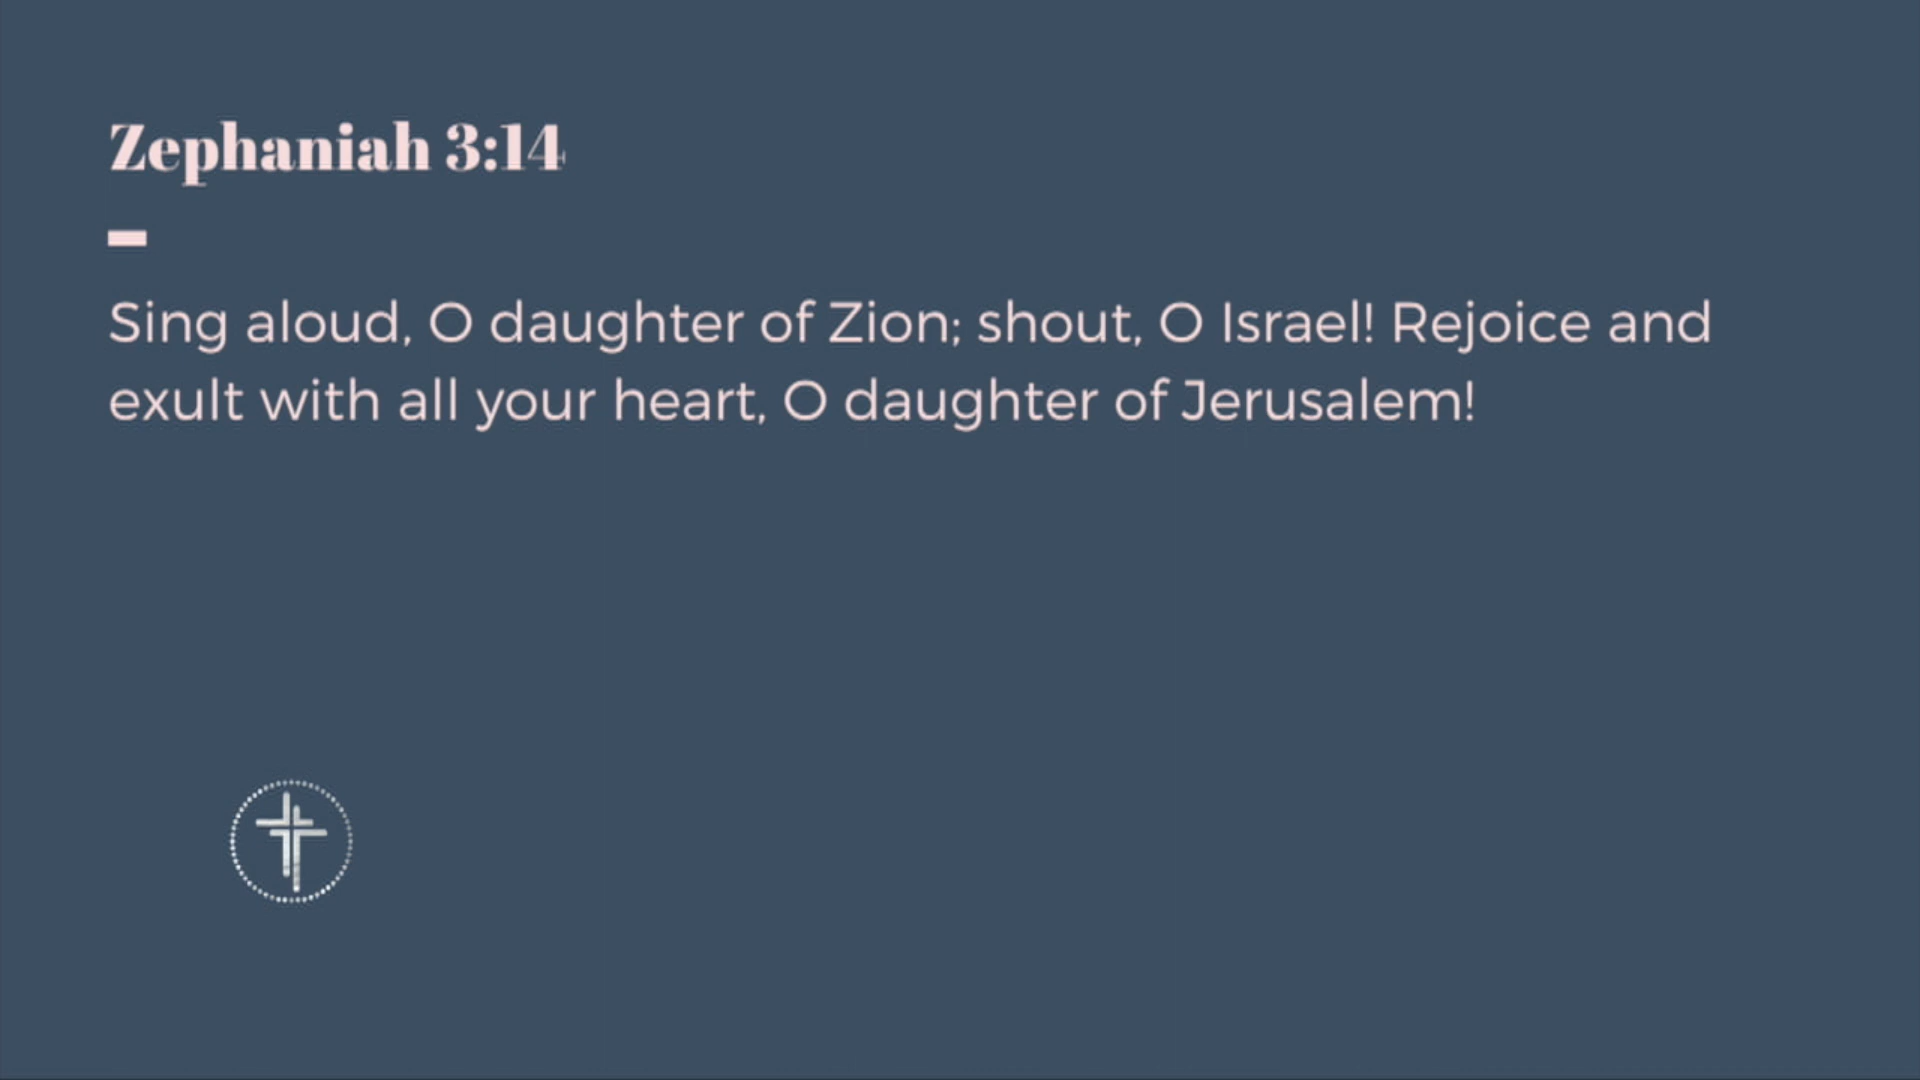 Zephaniah 3:14
Sing aloud, O daughter of Zion; shout, O Israel! Rejoice and
exult with all your heart, O daughter of Jerusalem!